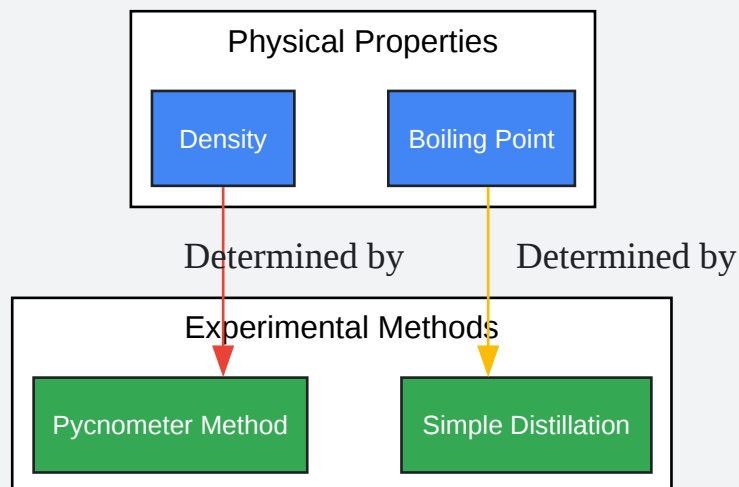 Physical Properties
Density
Boiling Point
Determined by
Determined by
Experimental Methods
Pycnometer Method
Simple Distillation